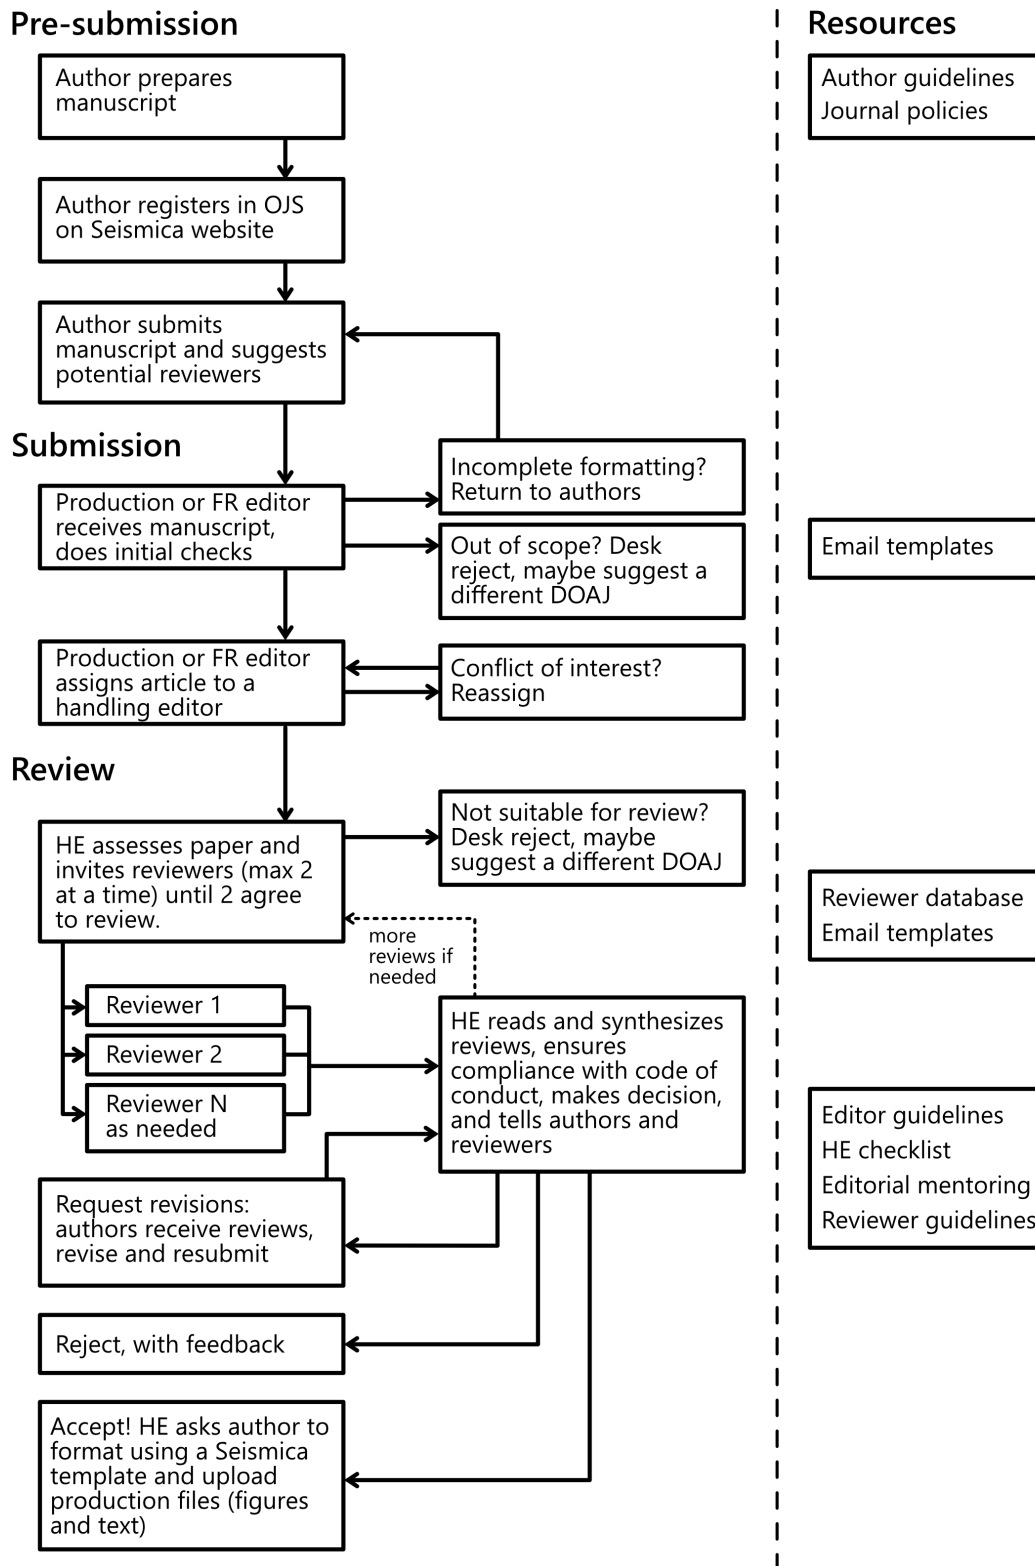 Pre-submission
Author prepares
manuscript
Author registers in OJS
on Seismica website
Author submits
manuscript and suggests
potential reviewers
Submission
Production or FR editor
receives manuscript,
does initial checks
Incomplete formatting?
Return to authors
Out of scope? Desk
reject, maybe suggest a
different DOAJ
Production or FR editor
assigns article to a
handling editor
Conflict of interest?
Reassign
Review
HE assesses paper and
invites reviewers (max 2
at a time) until 2 agree
to review.
Not suitable for review?
Desk reject, maybe
suggest a different DOAJ
more
reviews if
needed
Reviewer 1
Reviewer 2
Reviewer N
as needed
HE reads and synthesizes
reviews, ensures
compliance with code of
conduct, makes decision,
and tells authors and
reviewers
Request revisions:
authors receive reviews,
revise and resubmit
Reject, with feedback
Accept! HE asks author to
format using a Seismica
template and upload
production files (figures
and text)
Resources
Author guidelines
Journal policies
Email templates
Reviewer database
Email templates
Editor guidelines
HE checklist
Editorial mentoring
Reviewer guidelines